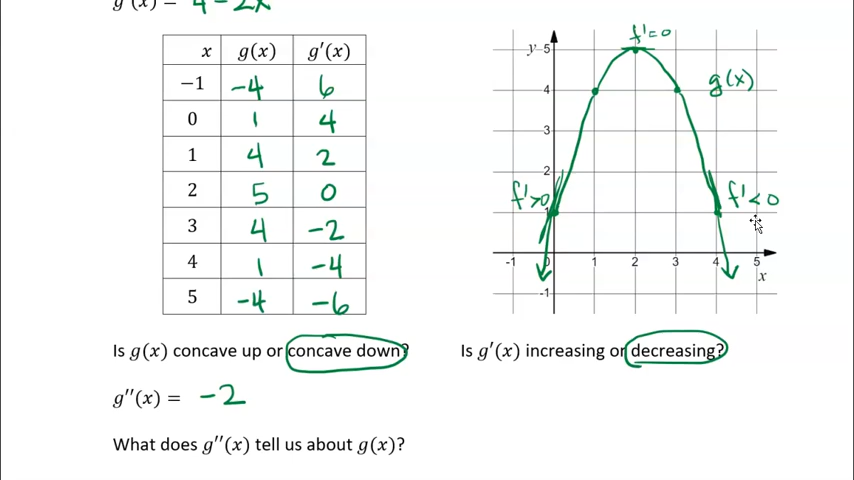 g'(x) = 4 - 2x
x g(x) g'(x)
-1 -4 6
0 1 4
1 4 2
2 5 0
3 4 -2
4 1 -4
5 -4 -6
f'=0
y 5
4
3
2
1
-1
-1 0 1 2 3 4 5
x
g(x)
f'>0
f'<0
Is g(x) concave up or concave down?
Is g'(x) increasing or decreasing?
g''(x) = -2
What does g''(x) tell us about g(x)?